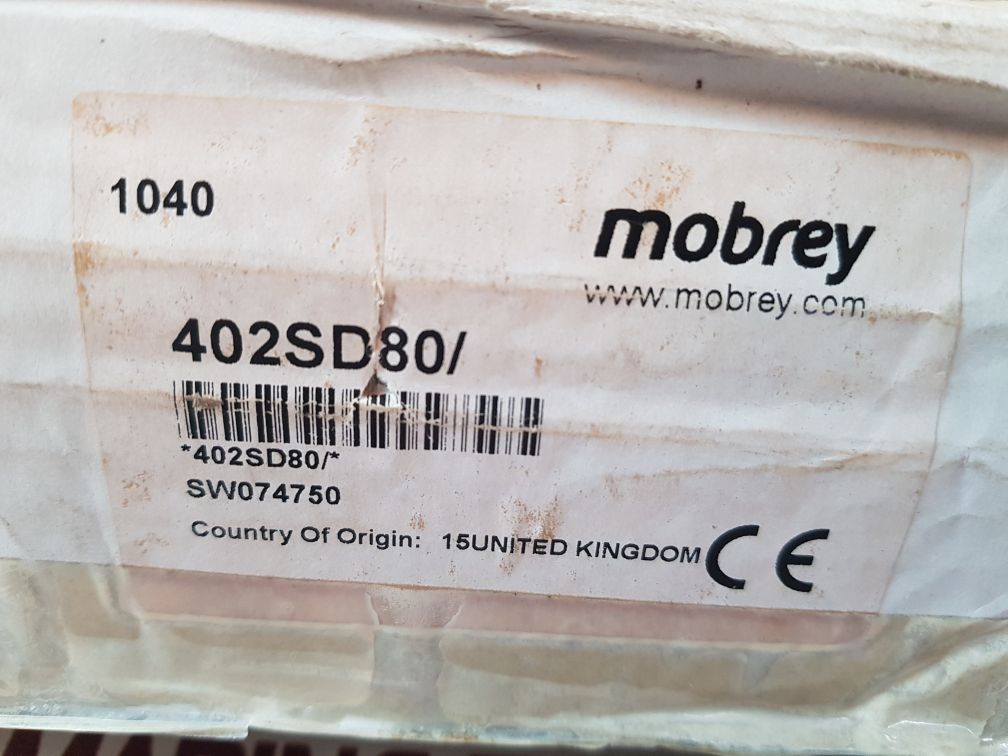 1040
mobrey
www.mobrey.com
402SD80/
*402SD80/*
SW074750
Country Of Origin: 15UNITED KINGDOM CE